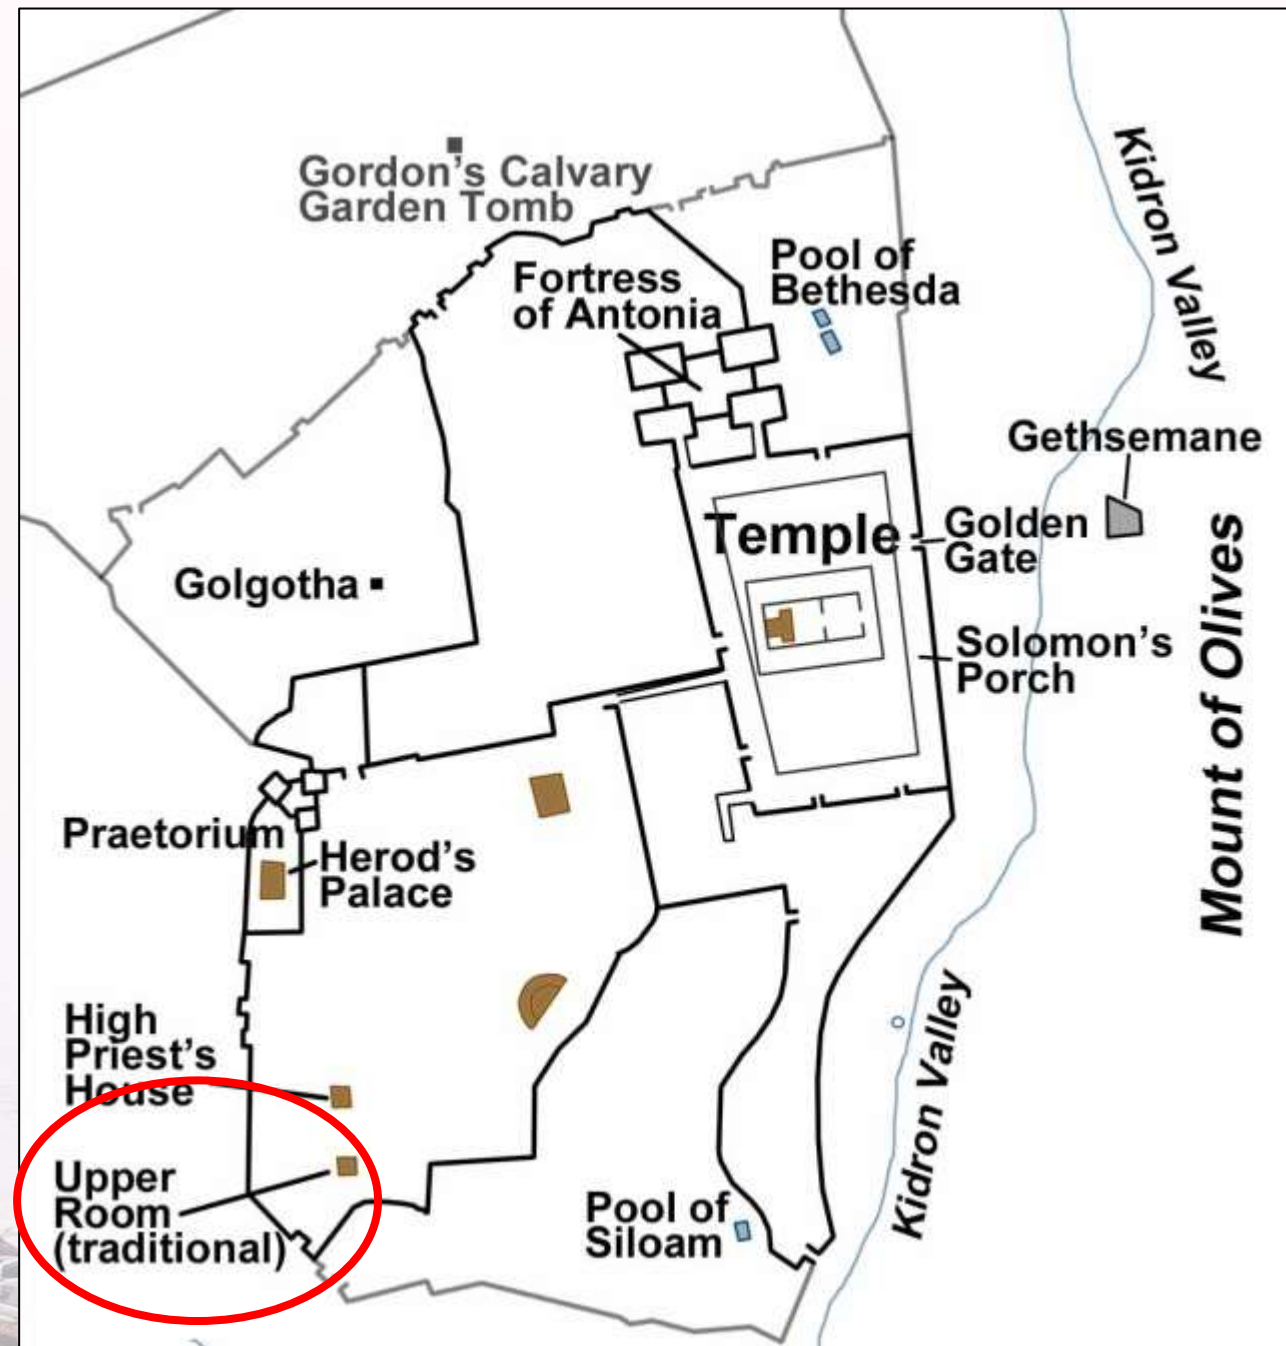 Gordon's Calvary
Garden Tomb
Fortress
of Antonia
Pool of
Bethesda
Kidron Valley
Gethsemane
Temple
Golden
Gate
Golgotha
Solomon's
Porch
Mount of Olives
Praetorium
Herod's
Palace
High
Priest's
House
Upper
Room
(traditional)
Pool of
Siloam
Kidron Valley